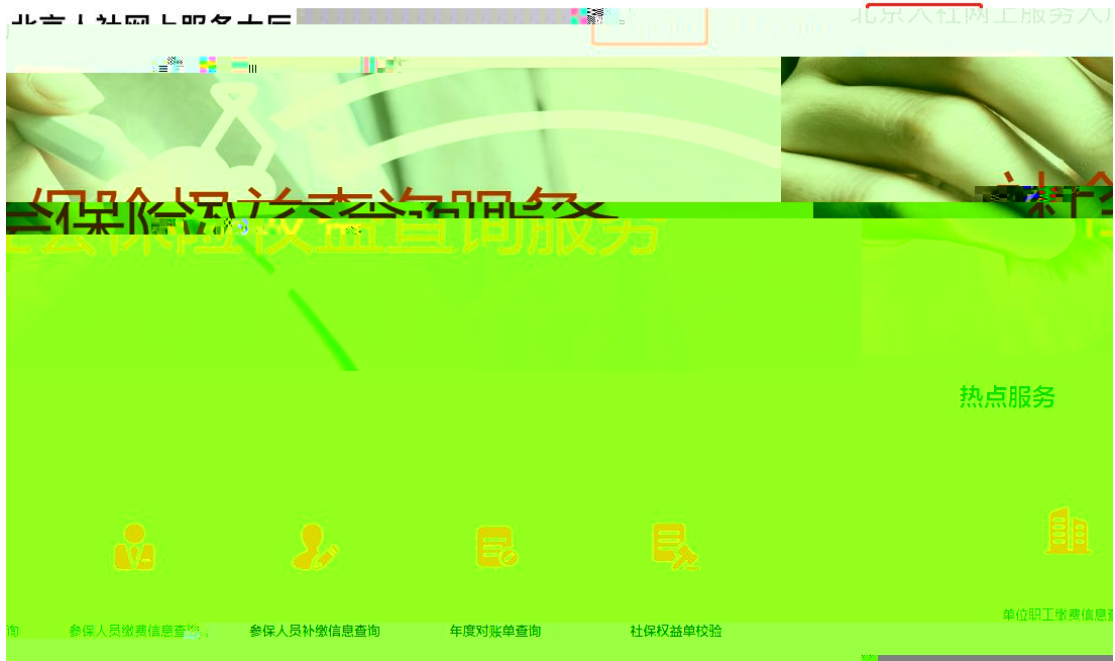 北京人社网上服务大厅
北京人社网上服务大厅
社会保险权益查询服务
热点服务
询
参保人员缴费信息查询
参保人员补缴信息查询
年度对账单查询
社保权益单校验
单位职工缴费信息查